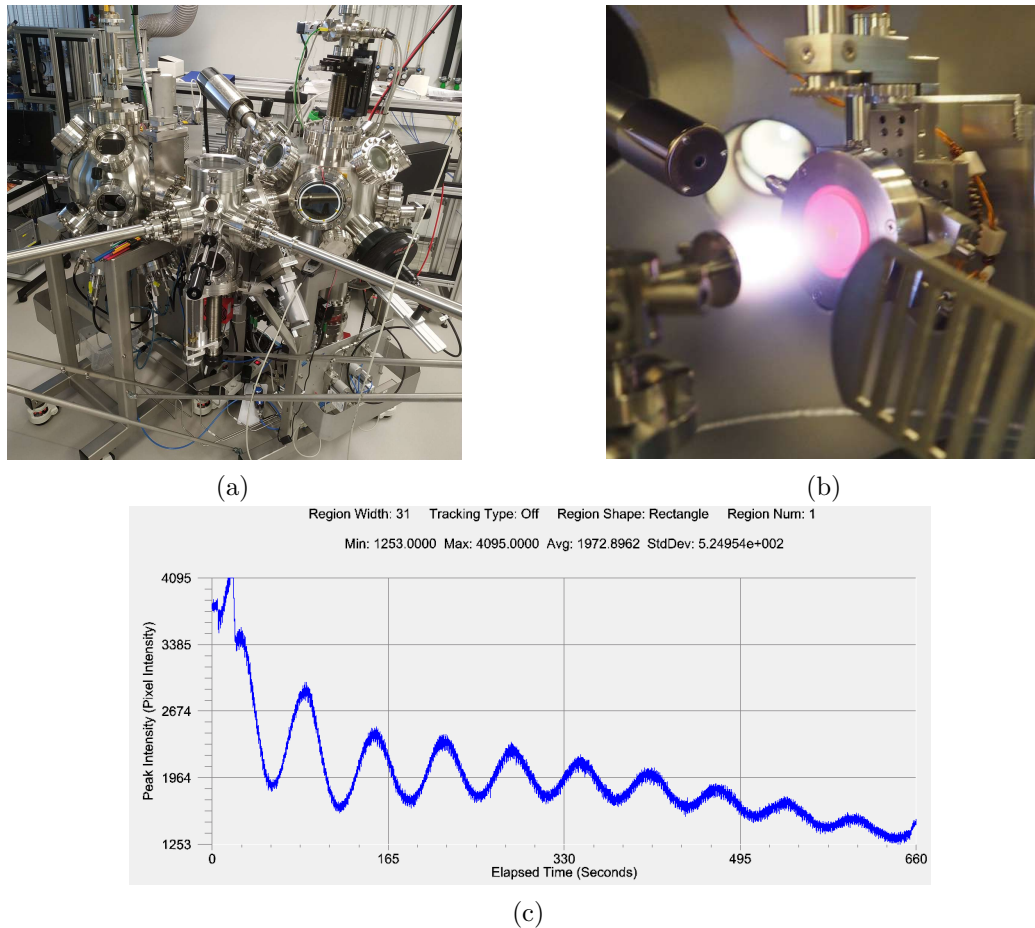 (a)
(b)
Region Width: 31 Tracking Type: Off Region Shape: Rectangle Region Num: 1
Min: 1253.0000 Max: 4095.0000 Avg: 1972.8962 StdDev: 5.24954e+002
Peak Intensity (Pixel Intensity)
4095
3385
2674
1964
1253
0
165
330
495
660
Elapsed Time (Seconds)
(c)